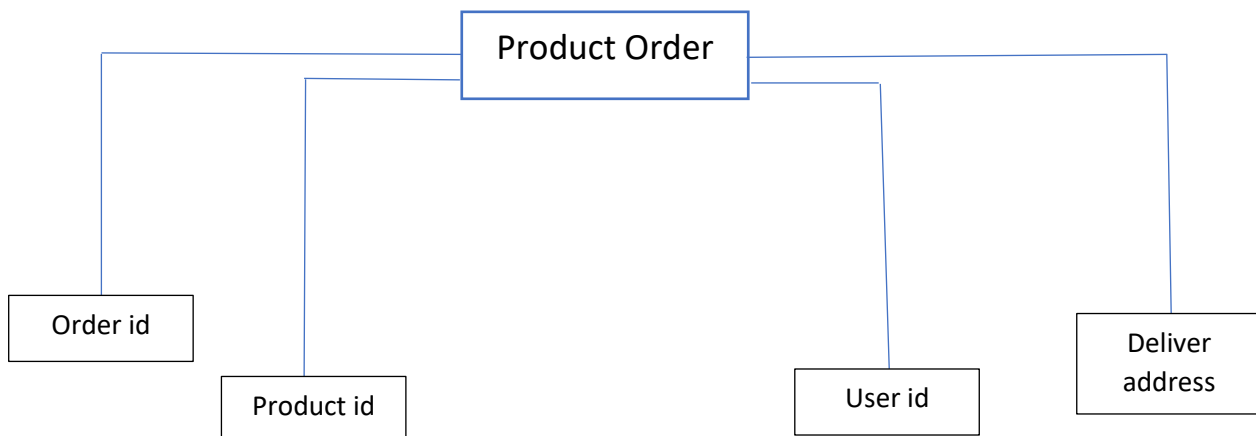 Product Order
Order id
Product id
User id
Deliver
address